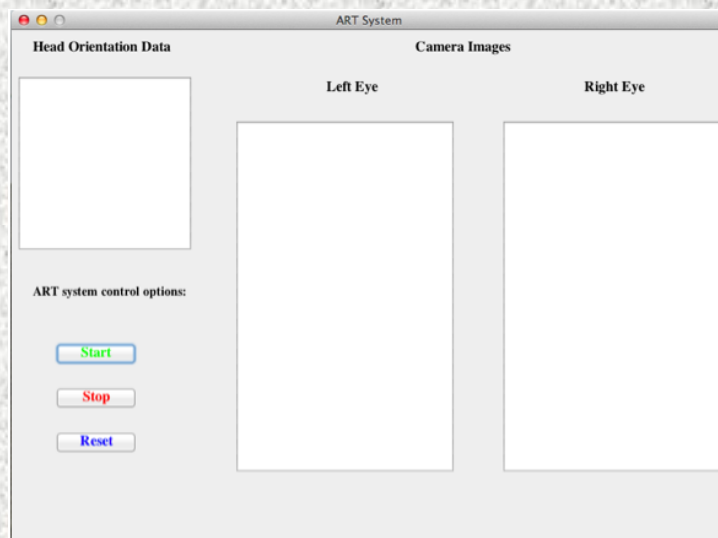 ART System
Head Orientation Data
Camera Images
Left Eye
Right Eye
ART system control options:
Start
Stop
Reset